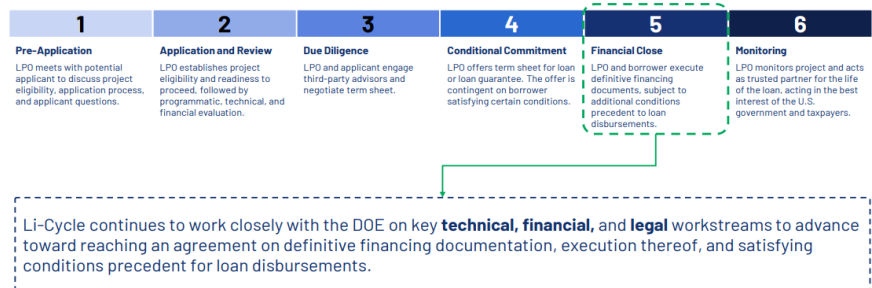 1
2
3
4
5
6
Pre-Application
LPO meets with potential
applicant to discuss project
eligibility, application process,
and applicant questions.
Application and Review
LPO establishes project
eligibility and readiness to
proceed, followed by
programmatic, technical, and
financial evaluation.
Due Diligence
LPO and applicant engage
third-party advisors and
negotiate term sheet.
Conditional Commitment
LPO offers term sheet for loan
or loan guarantee. The offer is
contingent on borrower
satisfying certain conditions.
Financial Close
LPO and borrower execute
definitive financing
documents, subject to
additional conditions
precedent to loan
disbursements.
Monitoring
LPO monitors project and acts
as trusted partner for the life
of the loan, acting in the best
interest of the U.S.
government and taxpayers.
Li-Cycle continues to work closely with the DOE on key technical, financial, and legal workstreams to advance
toward reaching an agreement on definitive financing documentation, execution thereof, and satisfying
conditions precedent for loan disbursements.